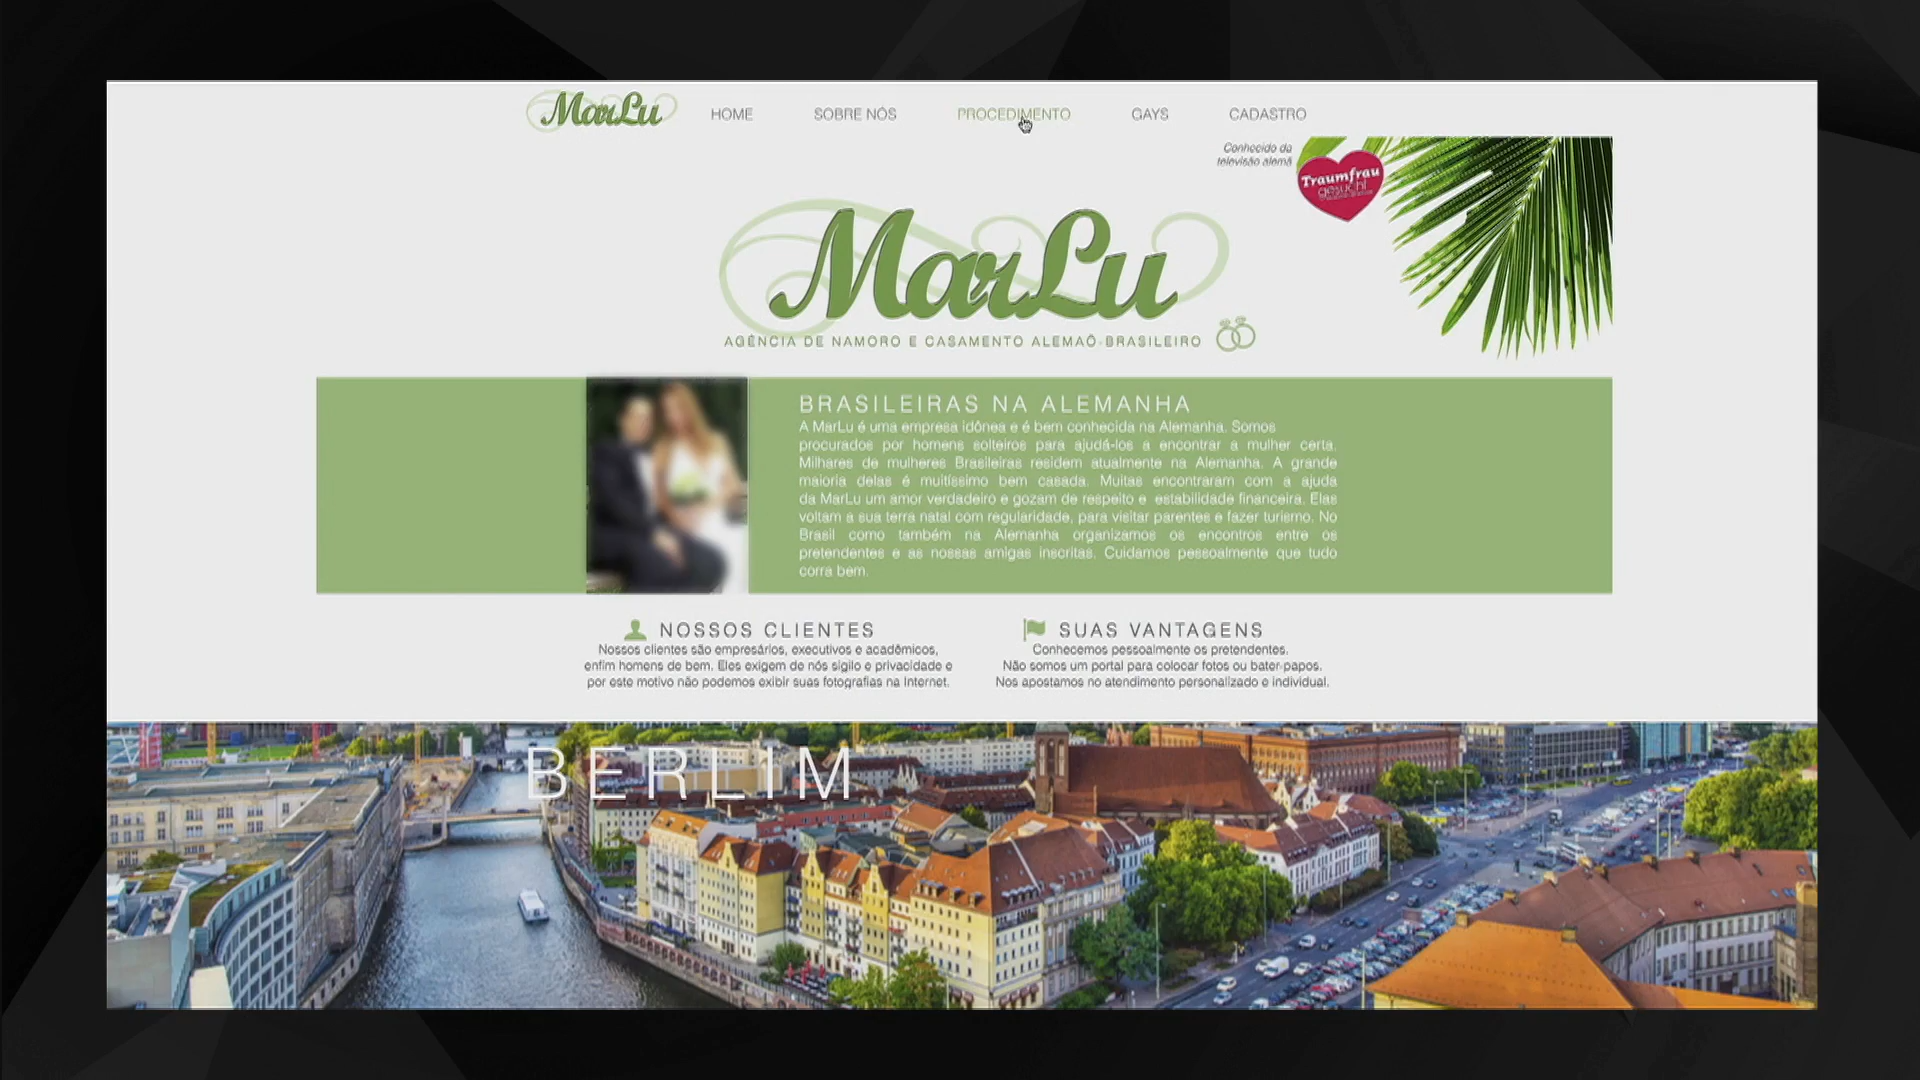 MarLu HOME SOBRE NÓS PROCEDIMENTO GAYS CADASTRO
Conhecido da
televisão alemã
Traumfrau
gesucht
MarLu
AGÊNCIA DE NAMORO E CASAMENTO ALEMAÕ-BRASILEIRO
BRASILEIRAS NA ALEMANHA
A MarLu é uma empresa idônea e é bem conhecida na Alemanha. Somos
procurados por homens solteiros para ajudá-los a encontrar a mulher certa.
Milhares de mulheres Brasileiras residem atualmente na Alemanha. A grande
maioria delas é muitíssimo bem casada. Muitas encontraram com a ajuda
da MarLu um amor verdadeiro e gozam de respeito e estabilidade financeira. Elas
voltam a sua terra natal com regularidade, para visitar parentes e fazer turismo. No
Brasil como também na Alemanha organizamos os encontros entre os
pretendentes e as nossas amigas inscritas. Cuidamos pessoalmente que tudo
corra bem.
NOSSOS CLIENTES
Nossos clientes são empresários, executivos e acadêmicos,
enfim homens de bem. Eles exigem de nós sigilo e privacidade e
por este motivo não podemos exibir suas fotografias na Internet.
SUAS VANTAGENS
Conhecemos pessoalmente os pretendentes.
Não somos um portal para colocar fotos ou bater-papos.
Nos apostamos no atendimento personalizado e individual.
BERLIM